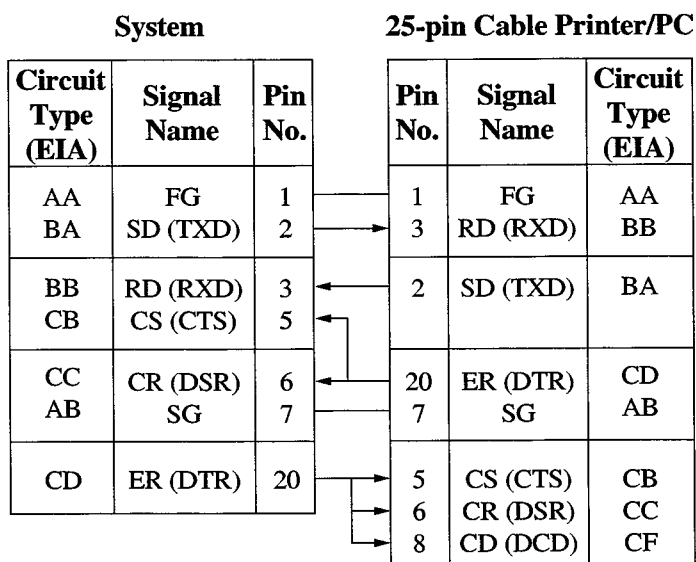 System 25-pin Cable Printer/PC
Circuit Type (EIA) Signal Name Pin No. Pin No. Signal Name Circuit Type (EIA)
AA FG 1 1 FG AA
BA SD (TXD) 2 3 RD (RXD) BB
BB RD (RXD) 3 2 SD (TXD) BA
CB CS (CTS) 5
CC CR (DSR) 6 20 ER (DTR) CD
AB SG 7 7 SG AB
CD ER (DTR) 20 5 CS (CTS) CB
6 CR (DSR) CC
8 CD (DCD) CF